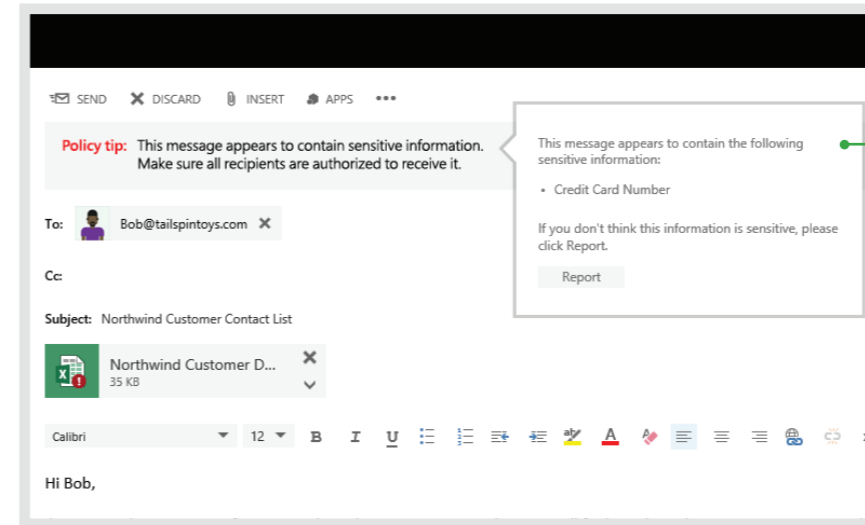 SEND DISCARD INSERT APPS •••
Policy tip: This message appears to contain sensitive information.
Make sure all recipients are authorized to receive it.
This message appears to contain the following
sensitive information:
• Credit Card Number
If you don't think this information is sensitive, please
click Report.
Report
To: Bob@tailspintoys.com
Cc:
Subject: Northwind Customer Contact List
Northwind Customer D...
35 KB
Calibri 12 B I U
Hi Bob,